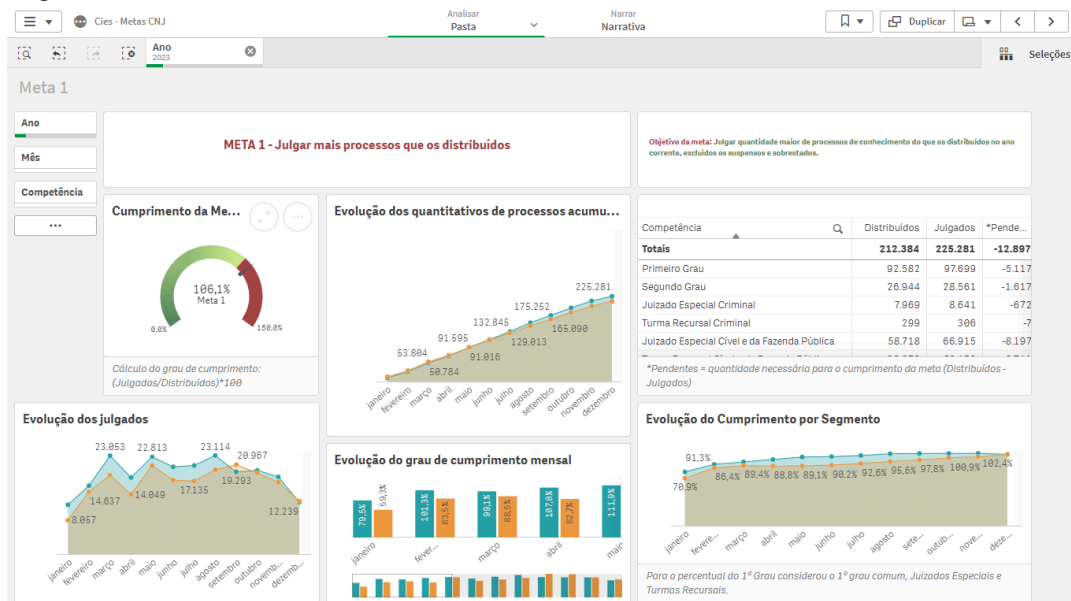 Analisar
Narrar
Cies - Metas CNJ
Pasta
Narrativa
Duplicar
Ano
2023
Seleções
Meta 1
Ano
Mês
Competência
META 1 - Julgar mais processos que os distribuídos
Objetivo da meta: Julgar quantidade maior de processos de conhecimento do que os distribuídos no ano
corrente, excluídos os suspensos e sobrestados.
Cumprimento da Me...
106,1%
Meta 1
0,0%
150,0%
Cálculo do grau de cumprimento:
(Julgados/Distribuídos)*100
Evolução dos quantitativos de processos acumu...
225.281
175.252
132.845
165.090
91.595
129.013
53.804
91.016
50.784
janeiro
fevereiro
março
abril
maio
junho
julho
agosto
setembro
outubro
novembro
dezembro
Competência Distribuídos Julgados *Pende...
Totais 212.384 225.281 -12.897
Primeiro Grau 92.582 97.699 -5.117
Segundo Grau 26.944 28.561 -1.617
Juizado Especial Criminal 7.969 8.641 -672
Turma Recursal Criminal 299 306 -7
Juizado Especial Cível e da Fazenda Pública 58.718 66.915 -8.197
*Pendentes = quantidade necessária para o cumprimento da meta (Distribuídos -
Julgados)
Evolução dos julgados
23.053 22.813 23.114
20.967
14.637 14.049 17.135 19.293
12.239
8.057
janeiro
fevereiro
março
abril
maio
junho
julho
agosto
setembro
outubro
novemb...
dezemb...
Evolução do grau de cumprimento mensal
79,5% 59,3% 101,3% 83,5% 99,1% 88,5% 107,0% 82,7% 111,9%
janeiro
fever...
março
abril
maio
Evolução do Cumprimento por Segmento
91,3%
70,9% 86,4% 89,4% 88,8% 89,1% 90,2% 92,6% 95,6% 97,8% 100,9% 102,4%
janeiro
fevere...
março
abril
maio
junho
julho
agosto
sete...
outub...
nove...
deze...
Para o percentual do 1º Grau considerou o 1º grau comum, Juizados Especiais e
Turmas Recursais.